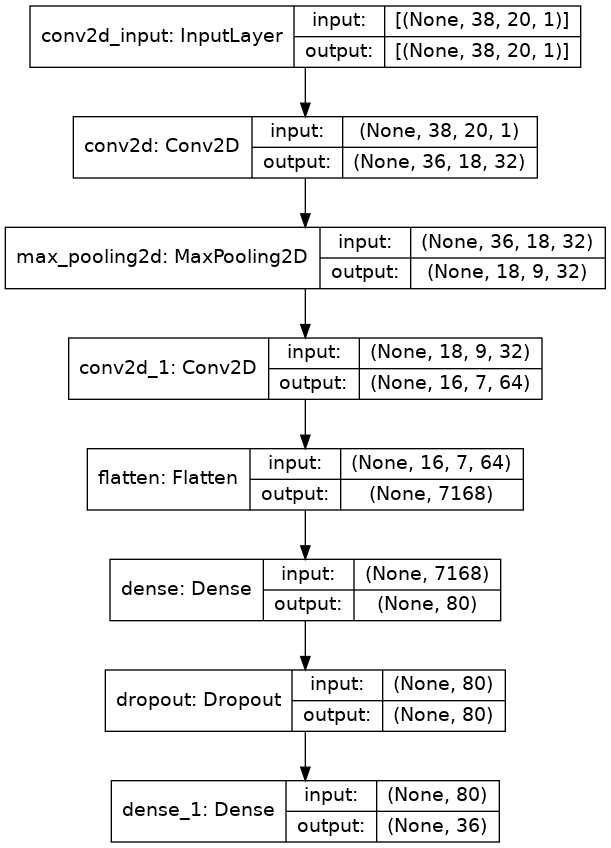 conv2d_input: InputLayer
input: [(None, 38, 20, 1)]
output: [(None, 38, 20, 1)]
conv2d: Conv2D
input: (None, 38, 20, 1)
output: (None, 36, 18, 32)
max_pooling2d: MaxPooling2D
input: (None, 36, 18, 32)
output: (None, 18, 9, 32)
conv2d_1: Conv2D
input: (None, 18, 9, 32)
output: (None, 16, 7, 64)
flatten: Flatten
input: (None, 16, 7, 64)
output: (None, 7168)
dense: Dense
input: (None, 7168)
output: (None, 80)
dropout: Dropout
input: (None, 80)
output: (None, 80)
dense_1: Dense
input: (None, 80)
output: (None, 36)